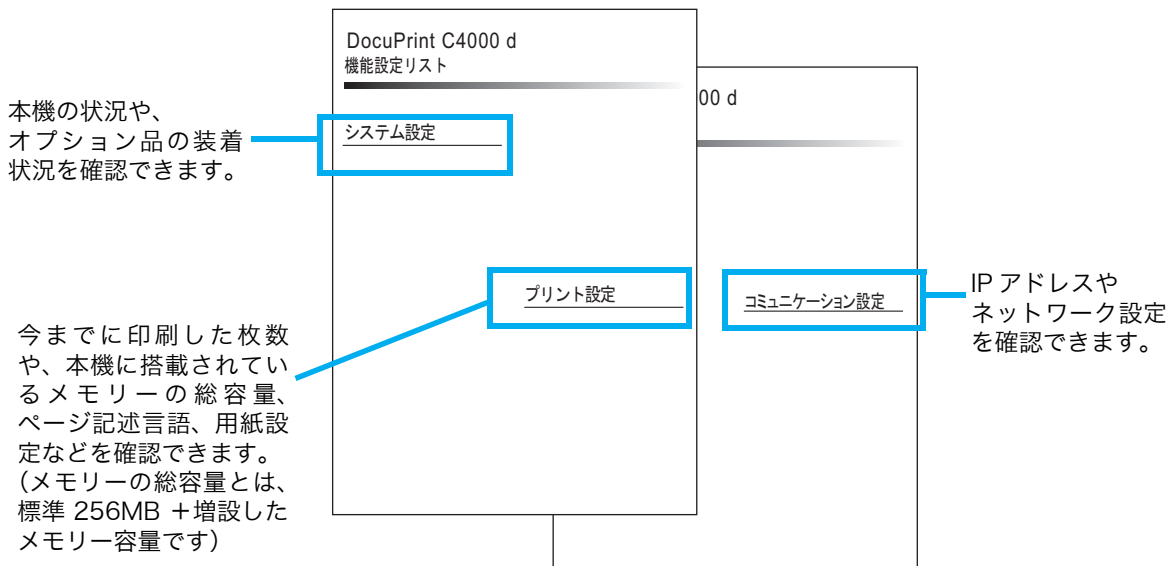 DocuPrint C4000 d
機能設定リスト
00 d
本機の状況や、
オプション品の装着
状況を確認できます。
システム設定
プリント設定
コミュニケーション設定
IP アドレスや
ネットワーク設定
を確認できます。
今までに印刷した枚数
や、本機に搭載されてい
るメモリーの総容量、
ページ記述言語、用紙設
定などを確認できます。
(メモリーの総容量とは、
標準 256MB +増設した
メモリー容量です)